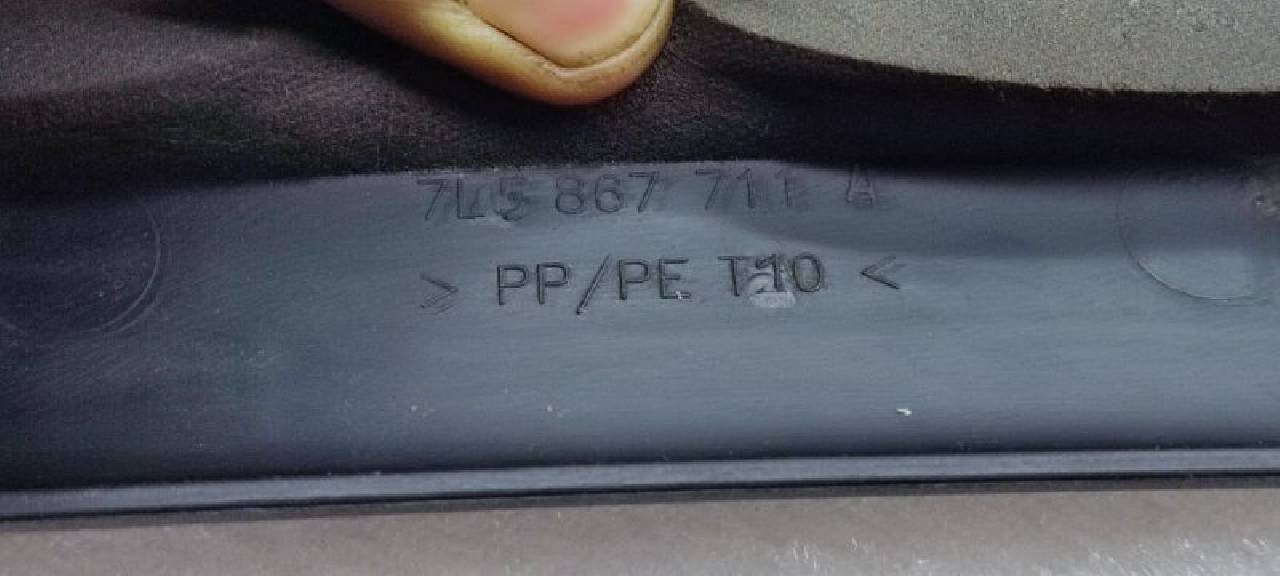 7L5 867 711 A
> PP/PE T10 <